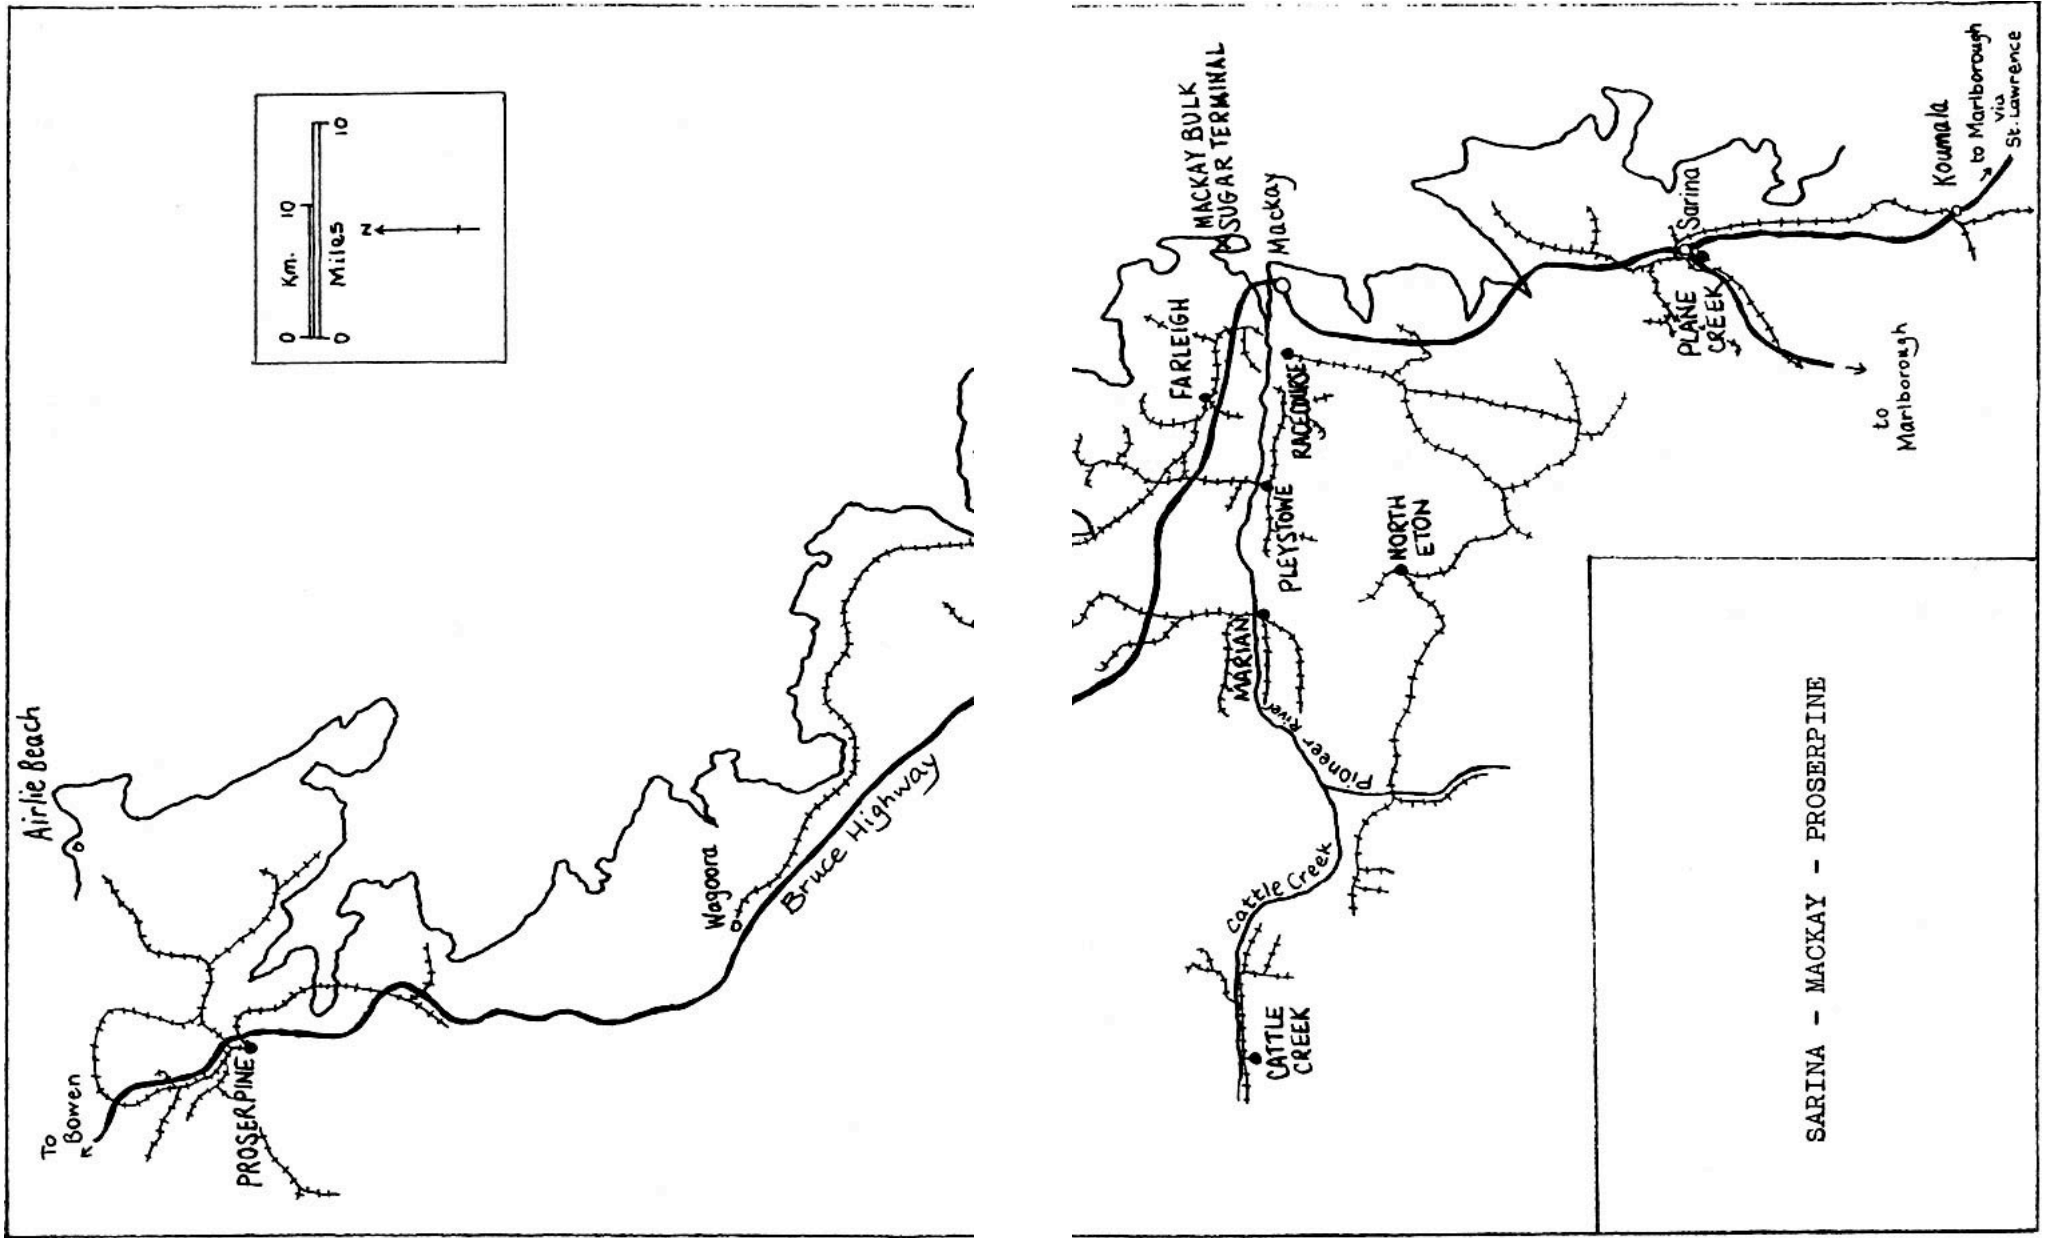 Airlie Beach
To
Bowen
PROSERPINE
0 Km. 10
0 Miles 10
N
Wagoora
Bruce Highway
MACKAY BULK
SUGAR TERMINAL
Mackay
FARLEIGH
RACECOURSE
PLEYSTOWE
MARIAN
NORTH
ETON
Pioneer River
Cattle Creek
CATTLE
CREEK
Sarina
PLANE
CREEK
Koumala
to Marlborough
via
St. Lawrence
to
Marlborough
SARINA - MACKAY - PROSERPINE